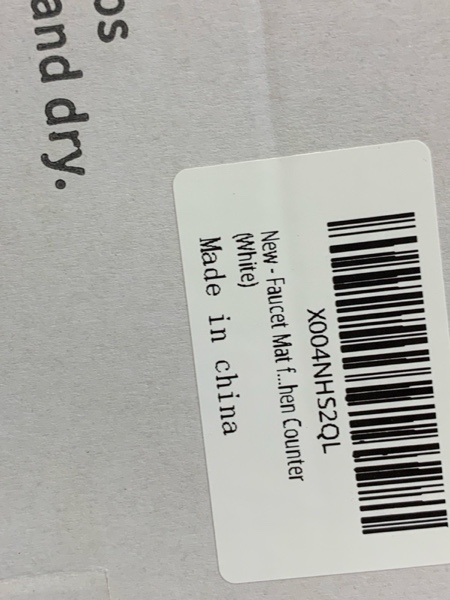 os
and dry.
X004NHS2QL
New - Faucet Mat f...hen Counter
(White)
Made in china